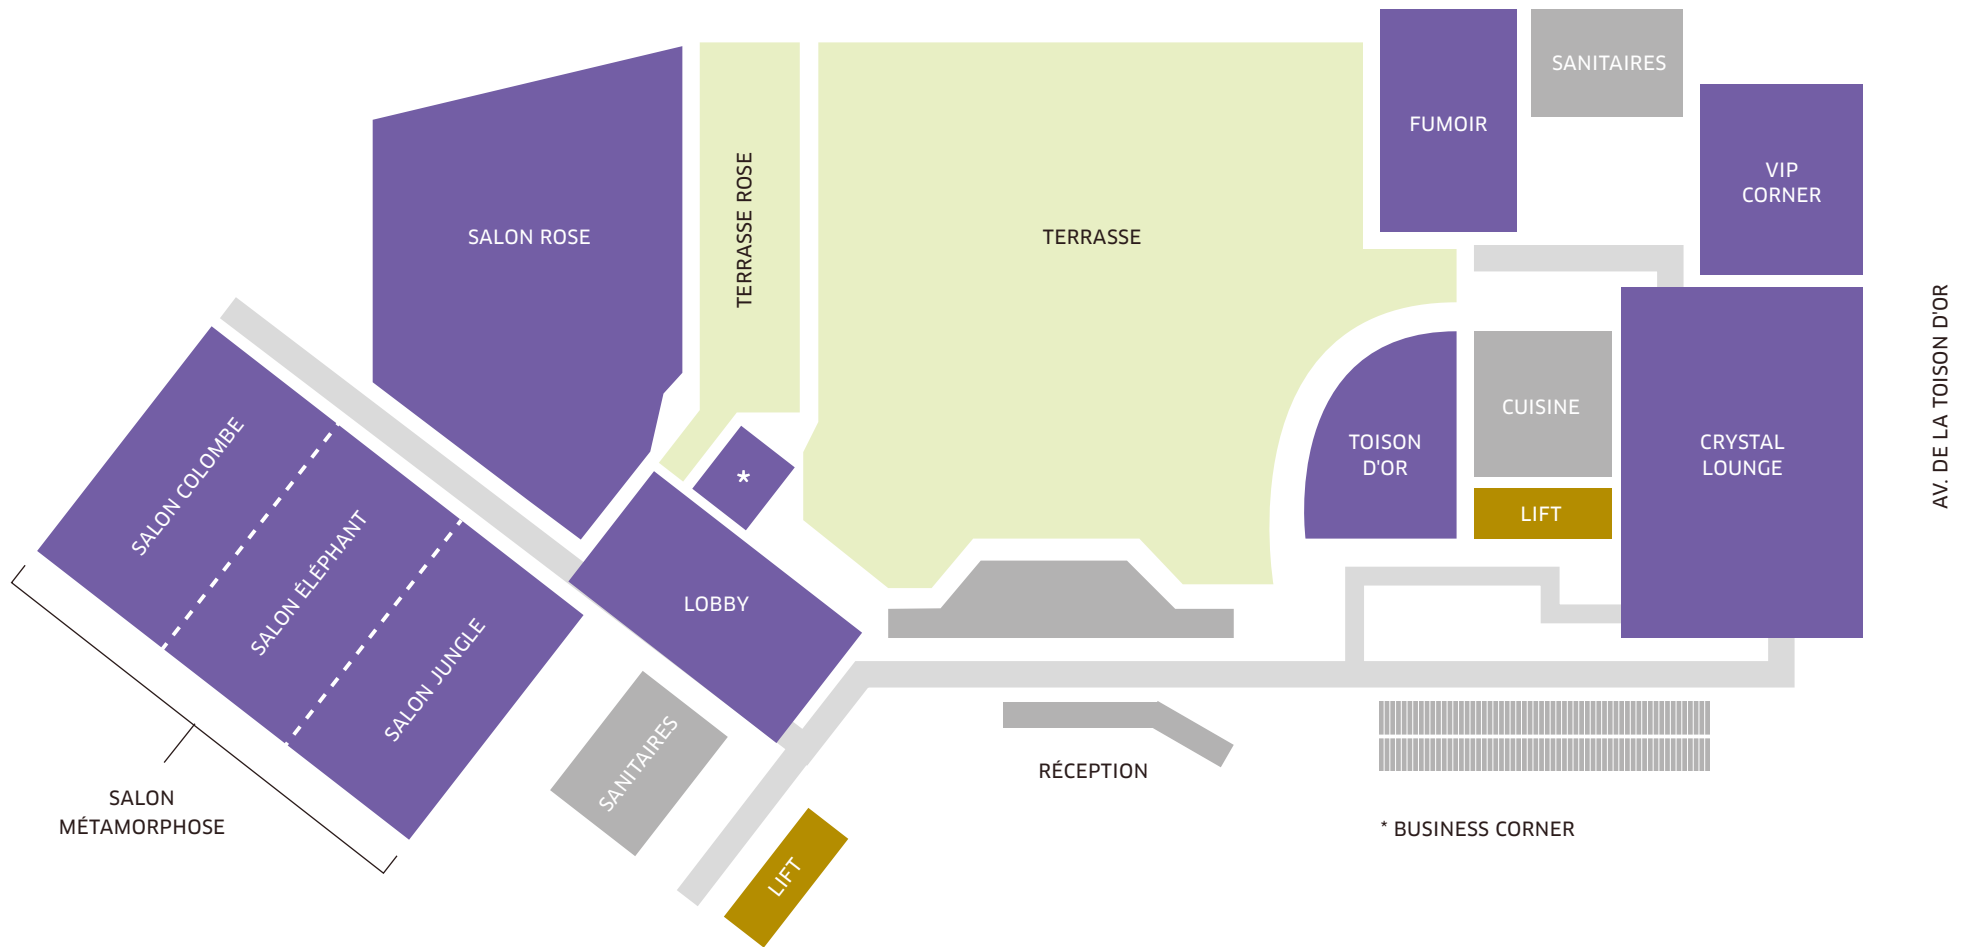 SANITAIRES
FUMOIR
VIP
CORNER
TERRASSE ROSE
SALON ROSE
TERRASSE
AV. DE LA TOISON D'OR
CUISINE
TOISON
D'OR
CRYSTAL
LOUNGE
SALON COLOMBE
*
LIFT
SALON ÉLÉPHANT
LOBBY
SALON JUNGLE
SANITAIRES
RÉCEPTION
SALON
MÉTAMORPHOSE
* BUSINESS CORNER
LIFT